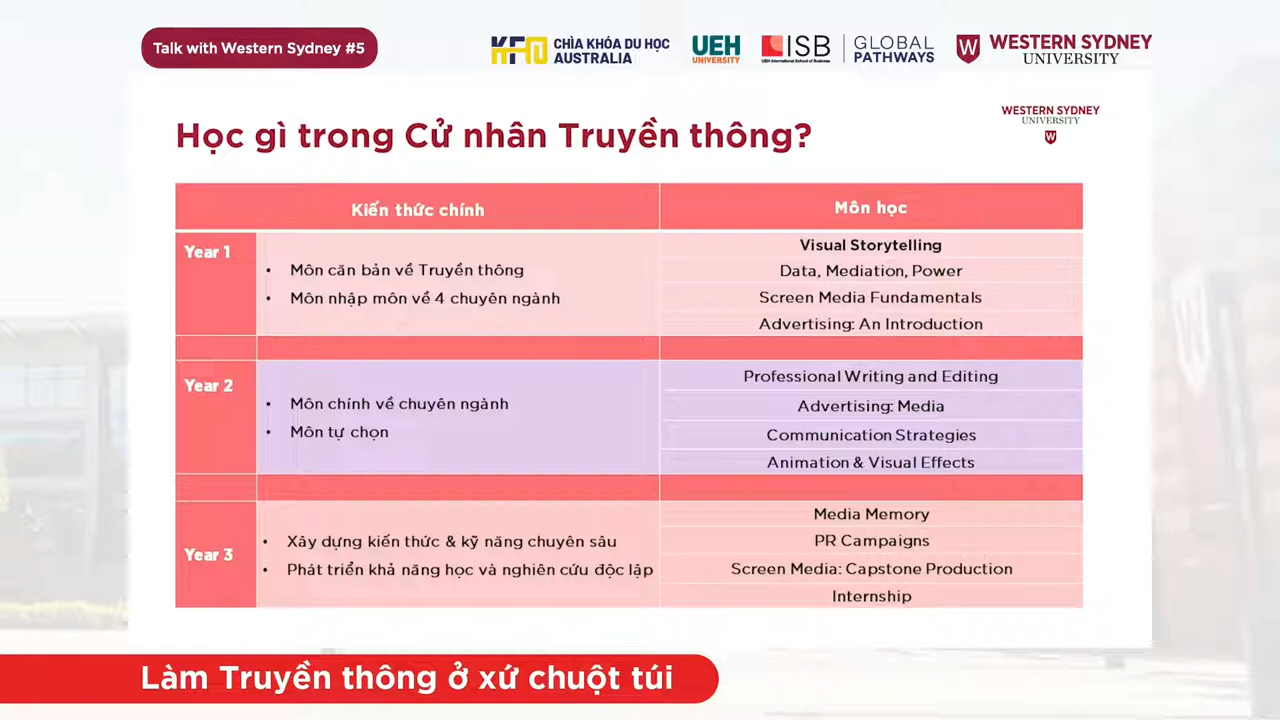 Talk with Western Sydney #5
KFA CHÌA KHÓA DU HỌC AUSTRALIA
UEH UNIVERSITY
ISB
UEH International School of Business
GLOBAL PATHWAYS
WESTERN SYDNEY UNIVERSITY
W
Học gì trong Cử nhân Truyền thông?
WESTERN SYDNEY
UNIVERSITY
W
Kiến thức chính
Môn học
Year 1
• Môn căn bản về Truyền thông
• Môn nhập môn về 4 chuyên ngành
Visual Storytelling
Data, Mediation, Power
Screen Media Fundamentals
Advertising: An Introduction
Year 2
• Môn chính về chuyên ngành
• Môn tự chọn
Professional Writing and Editing
Advertising: Media
Communication Strategies
Animation & Visual Effects
Year 3
• Xây dựng kiến thức & kỹ năng chuyên sâu
• Phát triển khả năng học và nghiên cứu độc lập
Media Memory
PR Campaigns
Screen Media: Capstone Production
Internship
Làm Truyền thông ở xứ chuột túi